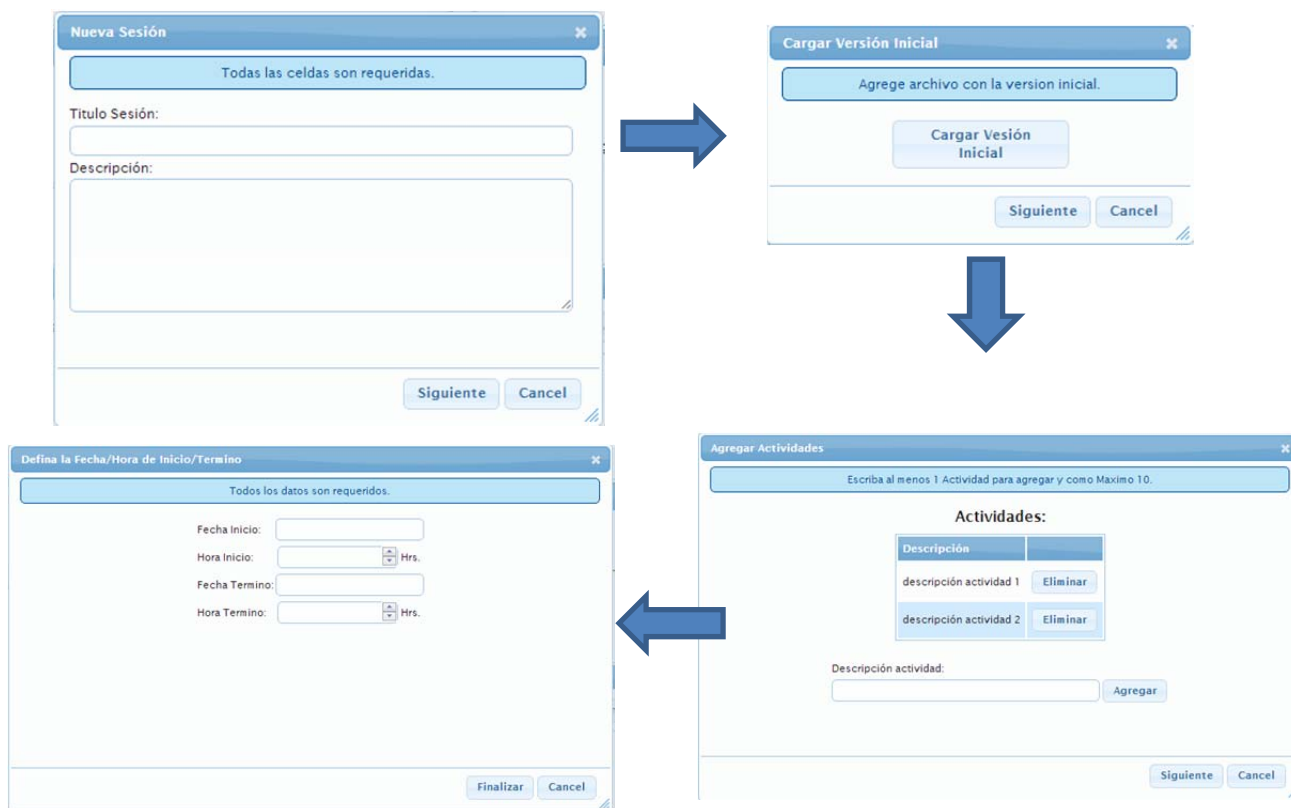 Nueva Sesión
Todas las celdas son requeridas.
Titulo Sesión:
Descripción:
Siguiente Cancel
Cargar Versión Inicial
Agrege archivo con la version inicial.
Cargar Vesión
Inicial
Siguiente Cancel
Agregar Actividades
Escriba al menos 1 Actividad para agregar y como Maximo 10.
Actividades:
Descripción
descripción actividad 1 Eliminar
descripción actividad 2 Eliminar
Descripción actividad:
Agregar
Siguiente Cancel
Defina la Fecha/Hora de Inicio/Termino
Todos los datos son requeridos.
Fecha Inicio:
Hora Inicio: Hrs.
Fecha Termino:
Hora Termino: Hrs.
Finalizar Cancel